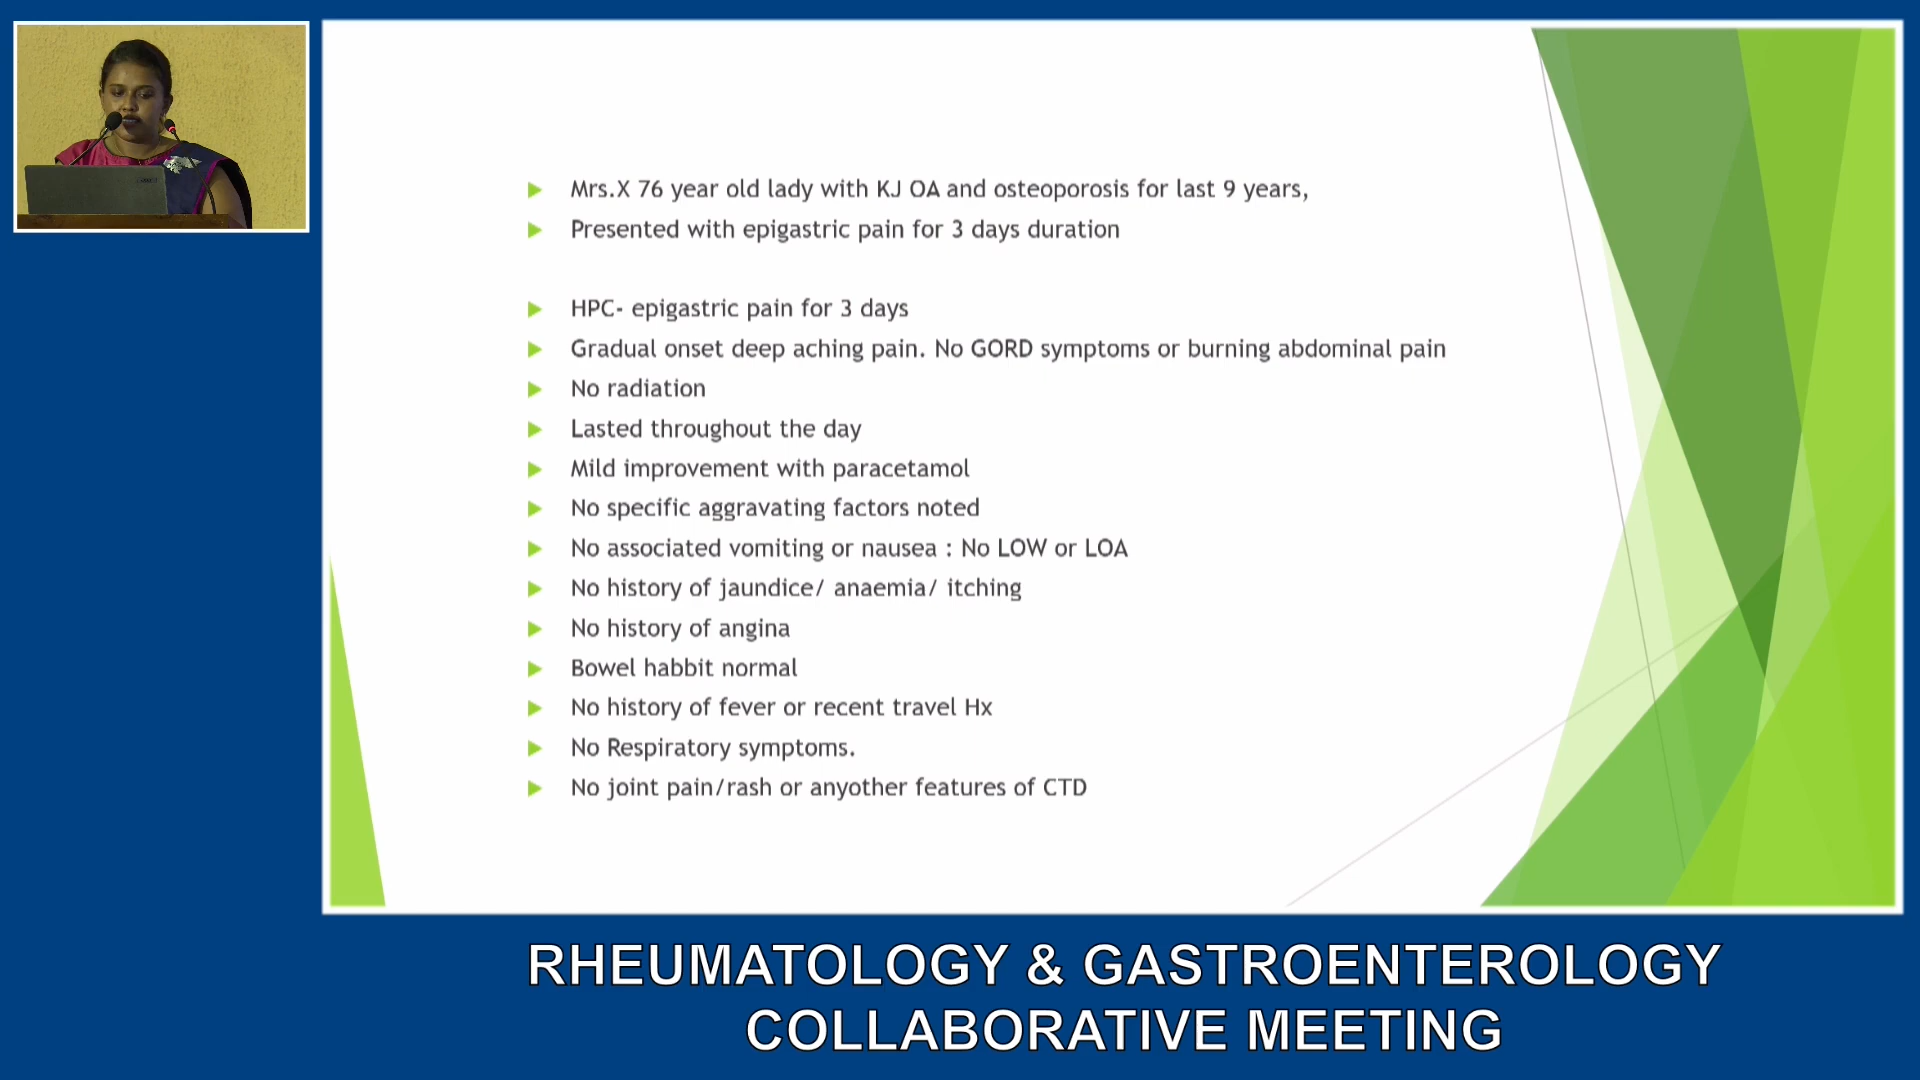 Mrs.X 76 year old lady with KJ OA and osteoporosis for last 9 years,
Presented with epigastric pain for 3 days duration
HPC- epigastric pain for 3 days
Gradual onset deep aching pain. No GORD symptoms or burning abdominal pain
No radiation
Lasted throughout the day
Mild improvement with paracetamol
No specific aggravating factors noted
No associated vomiting or nausea : No LOW or LOA
No history of jaundice/ anaemia/ itching
No history of angina
Bowel habbit normal
No history of fever or recent travel Hx
No Respiratory symptoms.
No joint pain/rash or anyother features of CTD
RHEUMATOLOGY & GASTROENTEROLOGY
COLLABORATIVE MEETING